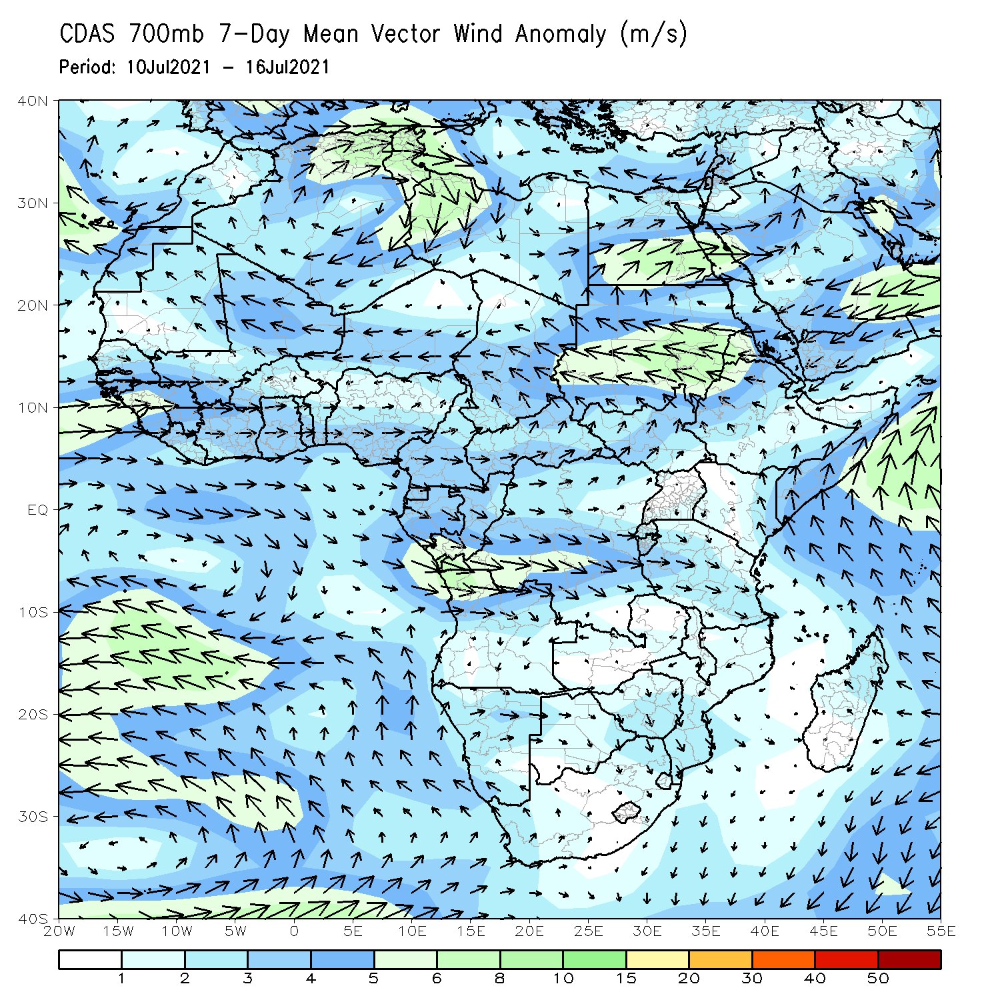 CDAS 700mb 7-Day Mean Vector Wind Anomaly (m/s)
Period: 10Jul2021 - 16Jul2021
40N
30N
20N
10N
EQ
10S
20S
30S
40S
20W 15W 10W 5W 0 5E 10E 15E 20E 25E 30E 35E 40E 45E 50E 55E
1 2 3 4 5 6 8 10 15 20 30 40 50